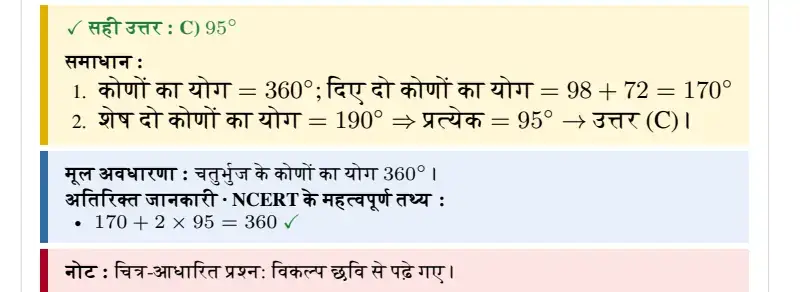 ✓ सही उत्तर : C) 95°
समाधान :
1. कोणों का योग = 360°; दिए दो कोणों का योग = 98 + 72 = 170°
2. शेष दो कोणों का योग = 190° ⇒ प्रत्येक = 95° → उत्तर (C)।
मूल अवधारणा : चतुर्भुज के कोणों का योग 360°।
अतिरिक्त जानकारी · NCERT के महत्वपूर्ण तथ्य :
• 170 + 2 × 95 = 360 ✓
नोट : चित्र-आधारित प्रश्न: विकल्प छवि से पढ़े गए।